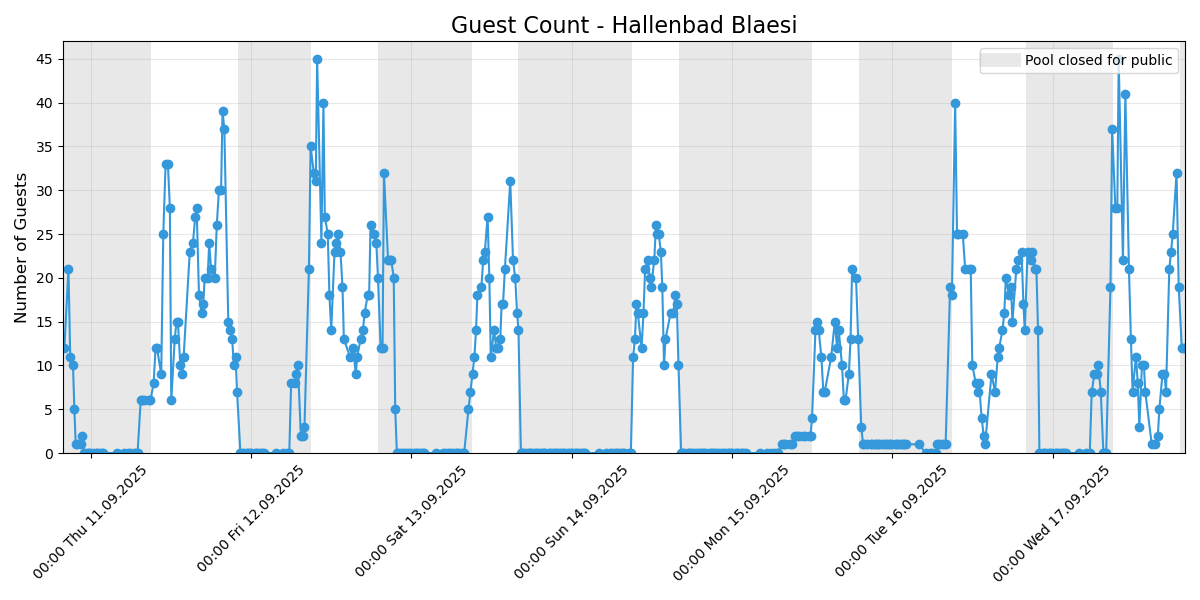 Guest Count - Hallenbad Blaesi
Pool closed for public
Number of Guests
45
40
35
30
25
20
15
10
5
0
00:00 Thu 11.09.2025
00:00 Fri 12.09.2025
00:00 Sat 13.09.2025
00:00 Sun 14.09.2025
00:00 Mon 15.09.2025
00:00 Tue 16.09.2025
00:00 Wed 17.09.2025